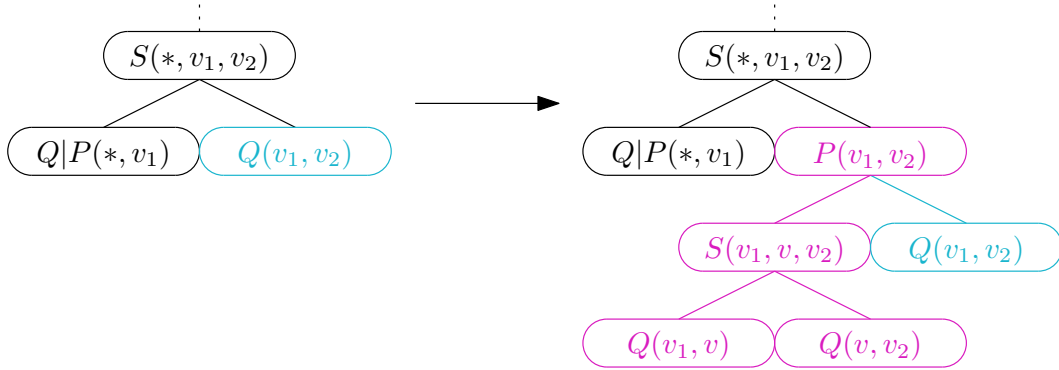 S(∗, v₁, v₂) S(∗, v₁, v₂)
Q|P(∗, v₁) Q(v₁, v₂) Q|P(∗, v₁) P(v₁, v₂)
S(v₁, v, v₂) Q(v₁, v₂)
Q(v₁, v) Q(v, v₂)